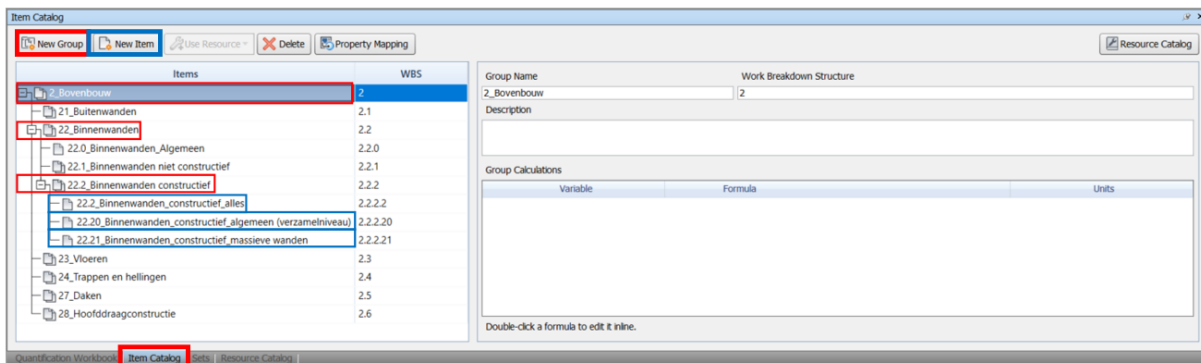 Item Catalog
New Group New Item Use Resource Delete Property Mapping Resource Catalog
Items WBS
2_Bovenbouw 2
21_Buitenwanden 2.1
22_Binnenwanden 2.2
22.0_Binnenwanden_Algemeen 2.2.0
22.1_Binnenwanden niet constructief 2.2.1
22.2_Binnenwanden constructief 2.2.2
22.2_Binnenwanden_constructief_alles 2.2.2.2
22.20_Binnenwanden_constructief_algemeen (verzamelniveau) 2.2.2.20
22.21_Binnenwanden_constructief_massieve wanden 2.2.2.21
23_Vloeren 2.3
24_Trappen en hellingen 2.4
27_Daken 2.5
28_Hoofddraagconstructie 2.6
Group Name Work Breakdown Structure
2_Bovenbouw 2
Description
Group Calculations
Variable Formula Units
Double-click a formula to edit it inline.
Quantification Workbook Item Catalog Sets Resource Catalog